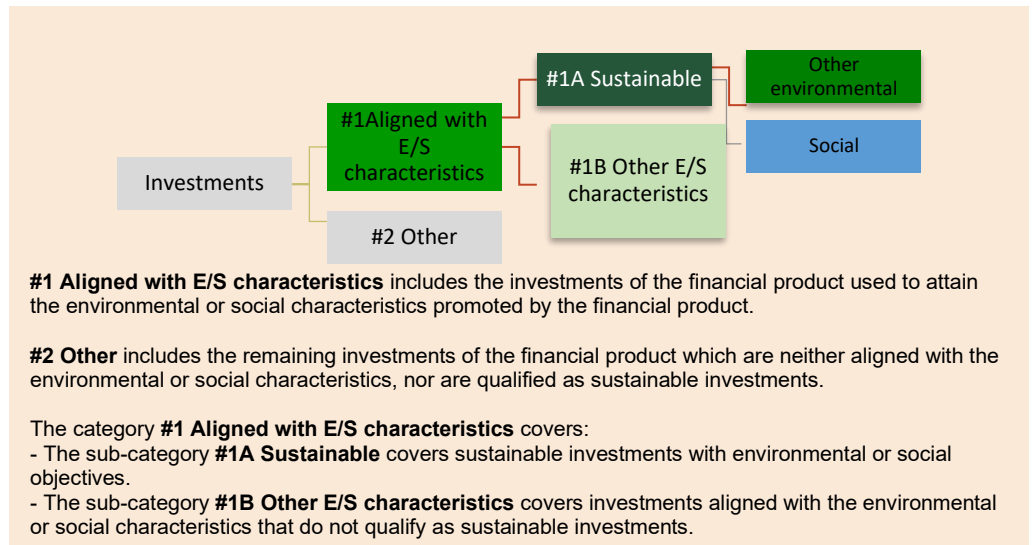 #1A Sustainable
Other
environmental
#1Aligned with
E/S
characteristics
Social
#1B Other E/S
characteristics
Investments
#2 Other
#1 Aligned with E/S characteristics includes the investments of the financial product used to attain
the environmental or social characteristics promoted by the financial product.
#2 Other includes the remaining investments of the financial product which are neither aligned with the
environmental or social characteristics, nor are qualified as sustainable investments.
The category #1 Aligned with E/S characteristics covers:
- The sub-category #1A Sustainable covers sustainable investments with environmental or social
objectives.
- The sub-category #1B Other E/S characteristics covers investments aligned with the environmental
or social characteristics that do not qualify as sustainable investments.